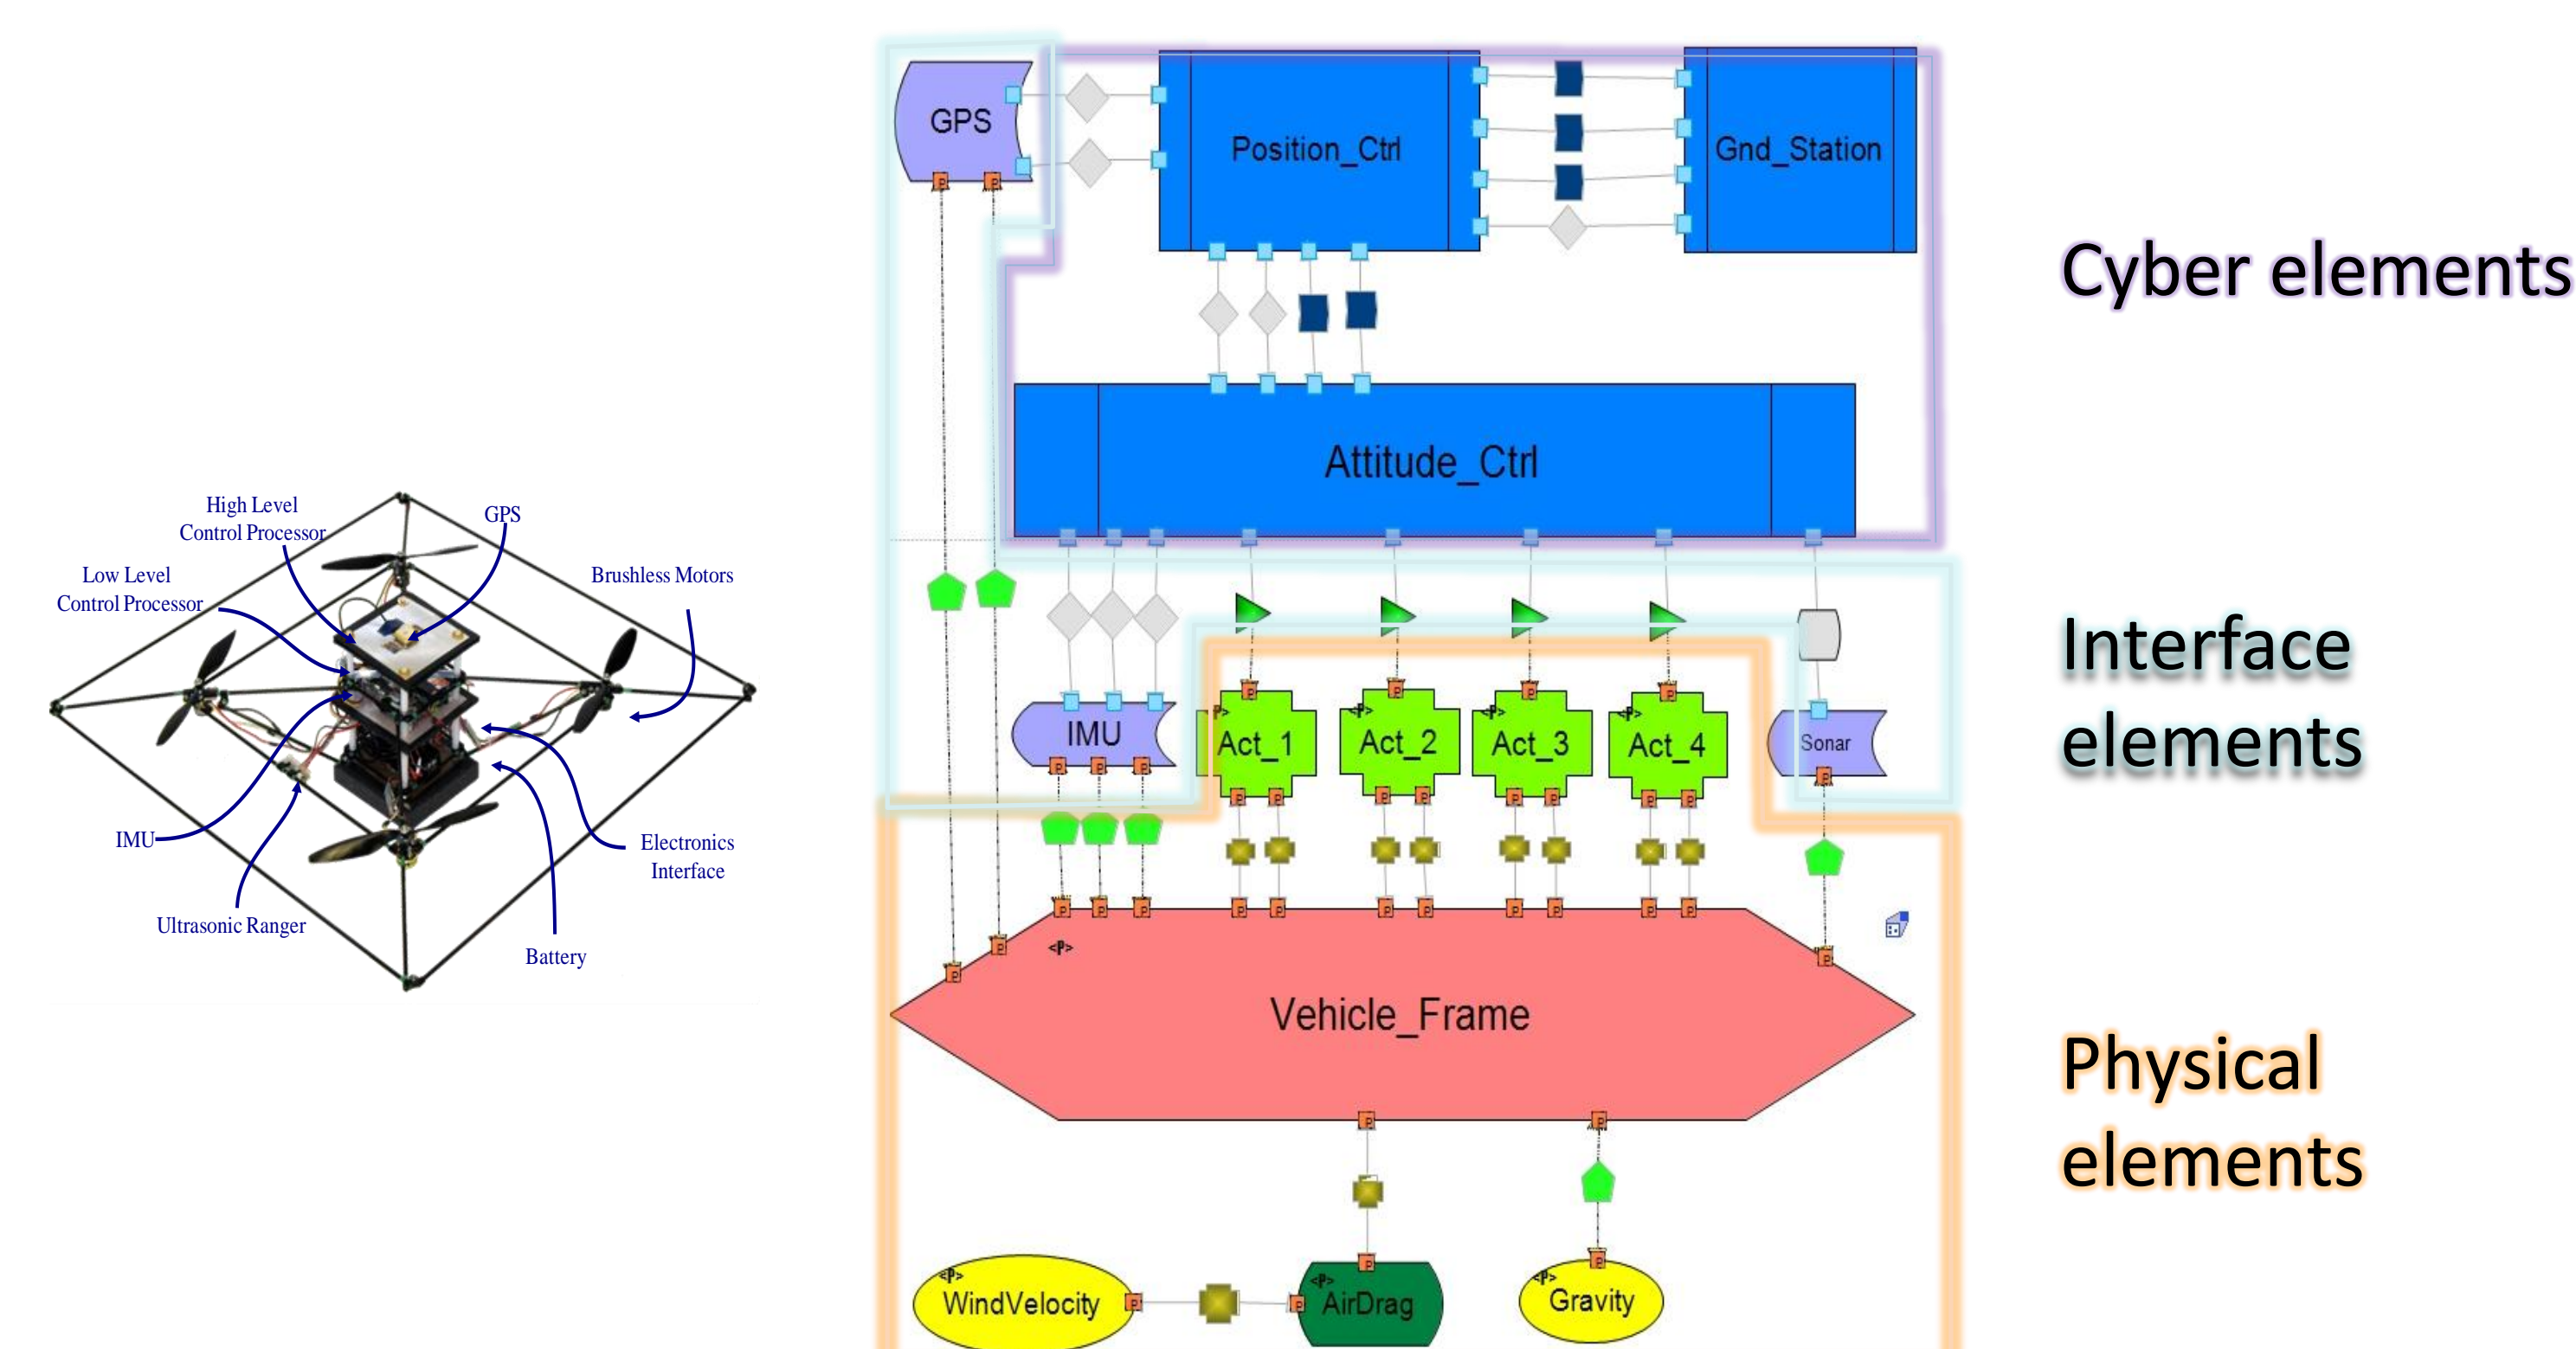 High Level
Control Processor
GPS
Low Level
Control Processor
Brushless Motors
IMU
Electronics
Interface
Ultrasonic Ranger
Battery
GPS
Position_Ctrl
Gnd_Station
Attitude_Ctrl
IMU
<P>
Act_1
<P>
Act_2
<P>
Act_3
<P>
Act_4
Sonar
<P>
Vehicle_Frame
<P>
WindVelocity
<P>
AirDrag
<P>
Gravity
Cyber elements
Interface
elements
Physical
elements